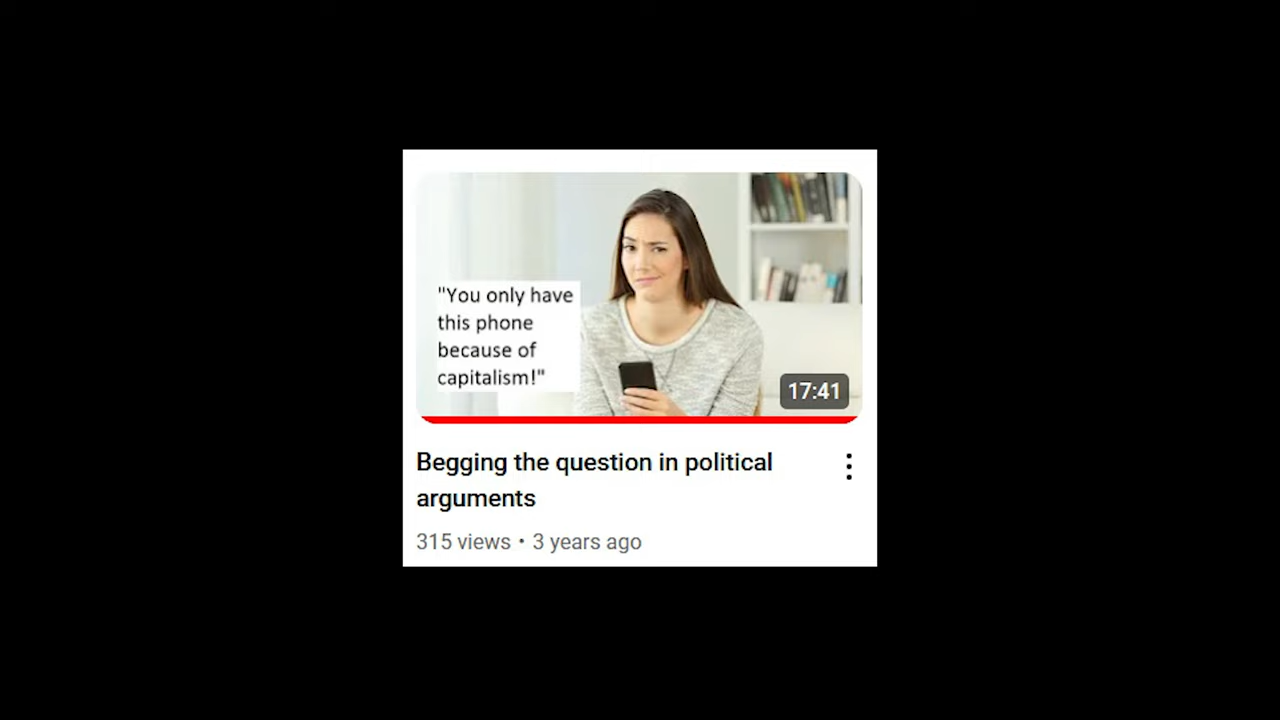 "You only have
this phone
because of
capitalism!"
17:41
Begging the question in political
arguments
315 views • 3 years ago